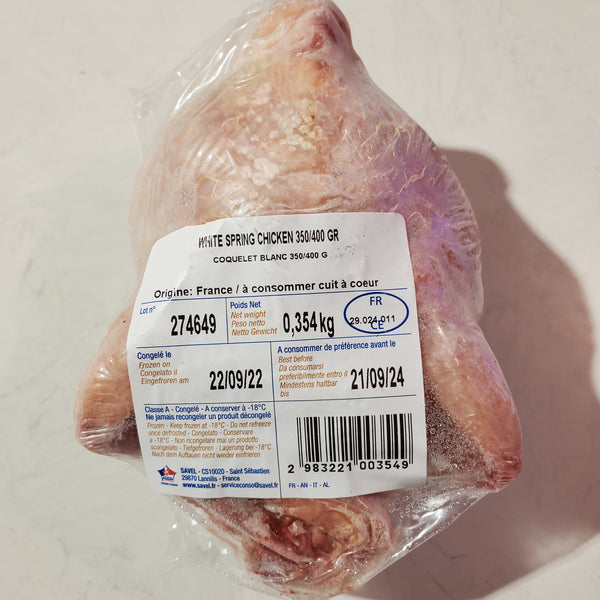 WHITE SPRING CHICKEN 350/400 GR
COQUELET BLANC 350/400 G
Origine: France / à consommer cuit à coeur
Lot n°
274649
Poids Net
Net weight
Peso netto
Netto Gewicht
0,354kg
FR
29.024.011
CE
Congelé le
Frozen on
Congelato il
Eingefroren am
22/09/22
A consommer de préférence avant le
Best before
Da consumarsi
preferibilmente entro il
Mindestens haltbar
bis
21/09/24
Classe A - Congelé - A conserver à -18°C
Ne jamais recongeler un produit décongelé
Frozen - Keep frozen at -18°C - Do net refreeze
once defrosted - Congelato - Conservare
a -18°C - Non ricongelare mai un prodotto
scongelato - Tiefgefroren - Lagerung bei -18°C
Nach dem Auftauen nicht wieder einfrieren
SAVEL - CS10020 - Saint Sébastien
29870 Lannilis - France
www.savel.fr - serviceconso@savel.fr
2 983221 003549
FR - AN - IT - AL